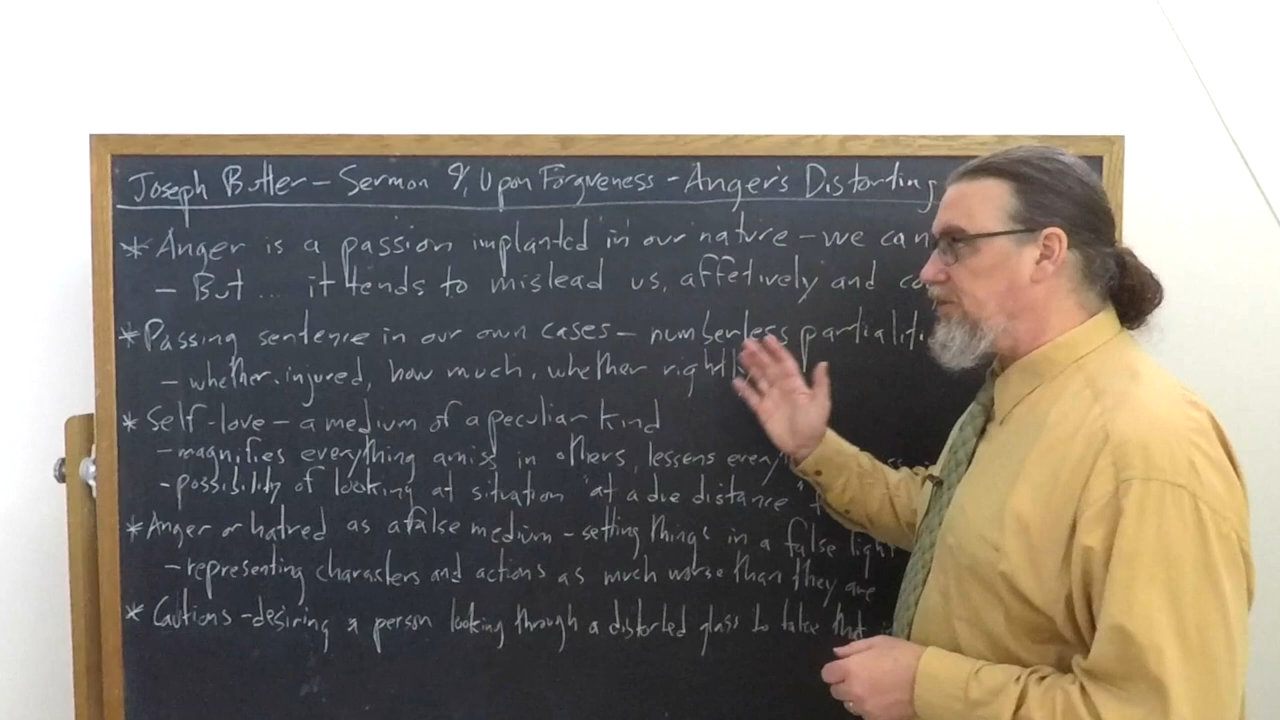 Joseph Butler - Sermon 9, Upon Forgiveness - Anger's Distorting
* Anger is a passion implanted in our nature - we can
- But ... it tends to mislead us, affetively and co
* Passing sentence in our own cases - numberless partialiti
- whether injured, how much, whether rightly
* Self-love - a medium of a peculiar kind
- magnifies everything amiss in others, lessens every
- possibility of looking at situation "at a due distance"
* Anger or hatred as a false medium - setting things in a false light
- representing characters and actions as much worse than they are
* Cautions - desiring a person looking through a distorted glass to take that